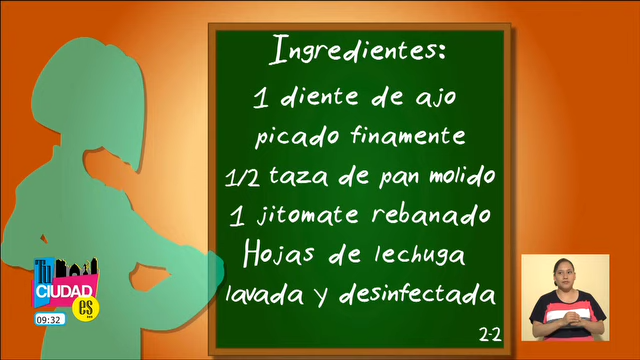 Ingredientes:
1 diente de ajo
picado finamente
1/2 taza de pan molido
1 jitomate rebanado
Hojas de lechuga
lavada y desinfectada
2-2
Tu
CIUDAD
es
09:32